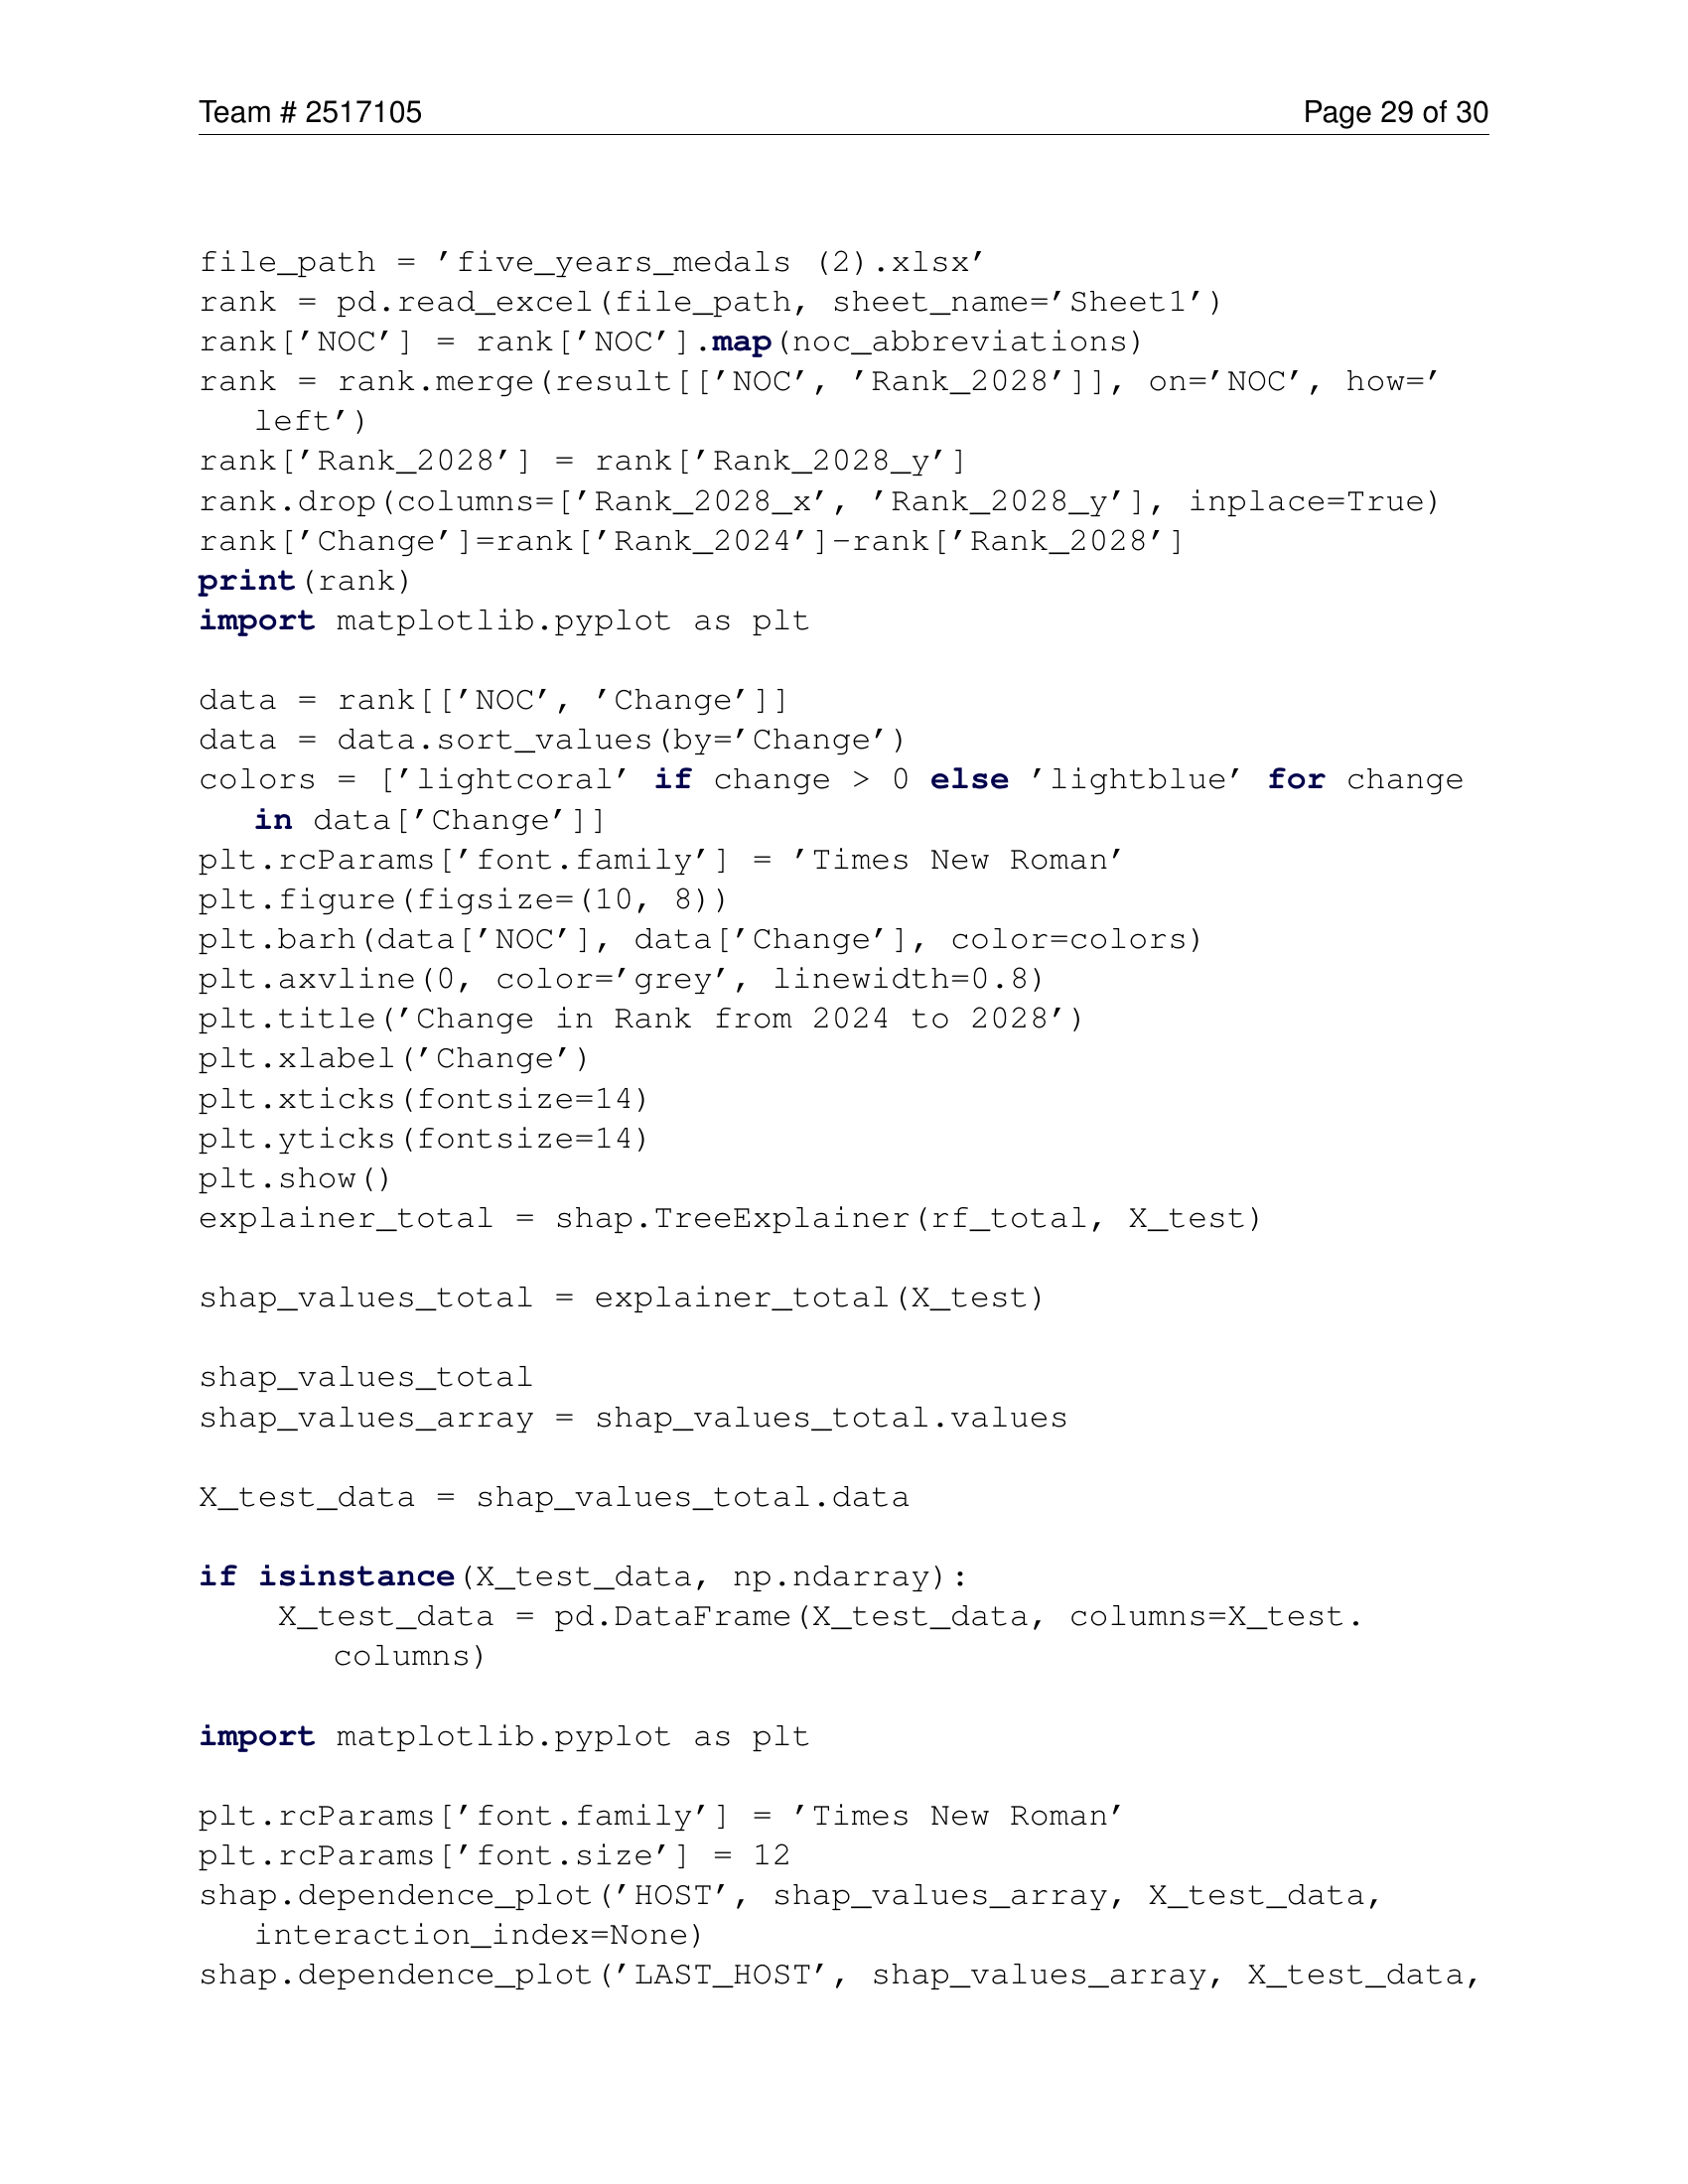 Team # 2517105 Page 29 of 30
file_path = ’five_years_medals (2).xlsx’
rank = pd.read_excel(file_path, sheet_name=’Sheet1’)
rank[’NOC’] = rank[’NOC’].map(noc_abbreviations)
rank = rank.merge(result[[’NOC’, ’Rank_2028’]], on=’NOC’, how=’
left’)
rank[’Rank_2028’] = rank[’Rank_2028_y’]
rank.drop(columns=[’Rank_2028_x’, ’Rank_2028_y’], inplace=True)
rank[’Change’]=rank[’Rank_2024’]-rank[’Rank_2028’]
print(rank)
import matplotlib.pyplot as plt
data = rank[[’NOC’, ’Change’]]
data = data.sort_values(by=’Change’)
colors = [’lightcoral’ if change > 0 else ’lightblue’ for change
in data[’Change’]]
plt.rcParams[’font.family’] = ’Times New Roman’
plt.figure(figsize=(10, 8))
plt.barh(data[’NOC’], data[’Change’], color=colors)
plt.axvline(0, color=’grey’, linewidth=0.8)
plt.title(’Change in Rank from 2024 to 2028’)
plt.xlabel(’Change’)
plt.xticks(fontsize=14)
plt.yticks(fontsize=14)
plt.show()
explainer_total = shap.TreeExplainer(rf_total, X_test)
shap_values_total = explainer_total(X_test)
shap_values_total
shap_values_array = shap_values_total.values
X_test_data = shap_values_total.data
if isinstance(X_test_data, np.ndarray):
X_test_data = pd.DataFrame(X_test_data, columns=X_test.
columns)
import matplotlib.pyplot as plt
plt.rcParams[’font.family’] = ’Times New Roman’
plt.rcParams[’font.size’] = 12
shap.dependence_plot(’HOST’, shap_values_array, X_test_data,
interaction_index=None)
shap.dependence_plot(’LAST_HOST’, shap_values_array, X_test_data,